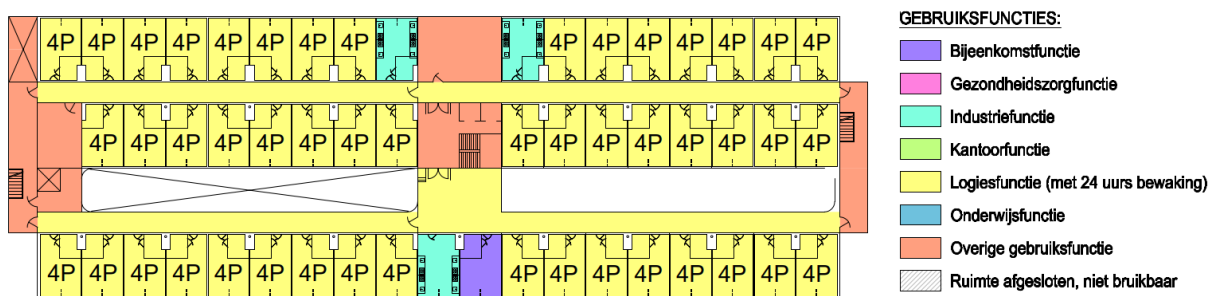 4P 4P 4P 4P 4P 4P 4P 4P 4P 4P 4P 4P 4P 4P 4P
4P 4P 4P 4P 4P 4P 4P 4P 4P 4P 4P 4P 4P 4P 4P 4P
4P 4P 4P 4P 4P 4P 4P 4P 4P 4P 4P 4P 4P 4P 4P 4P 4P
GEBRUIKSFUNCTIES:
Bijeenkomstfunctie
Gezondheidszorgfunctie
Industriefunctie
Kantoorfunctie
Logiesfunctie (met 24 uurs bewaking)
Onderwijsfunctie
Overige gebruiksfunctie
Ruimte afgesloten, niet bruikbaar